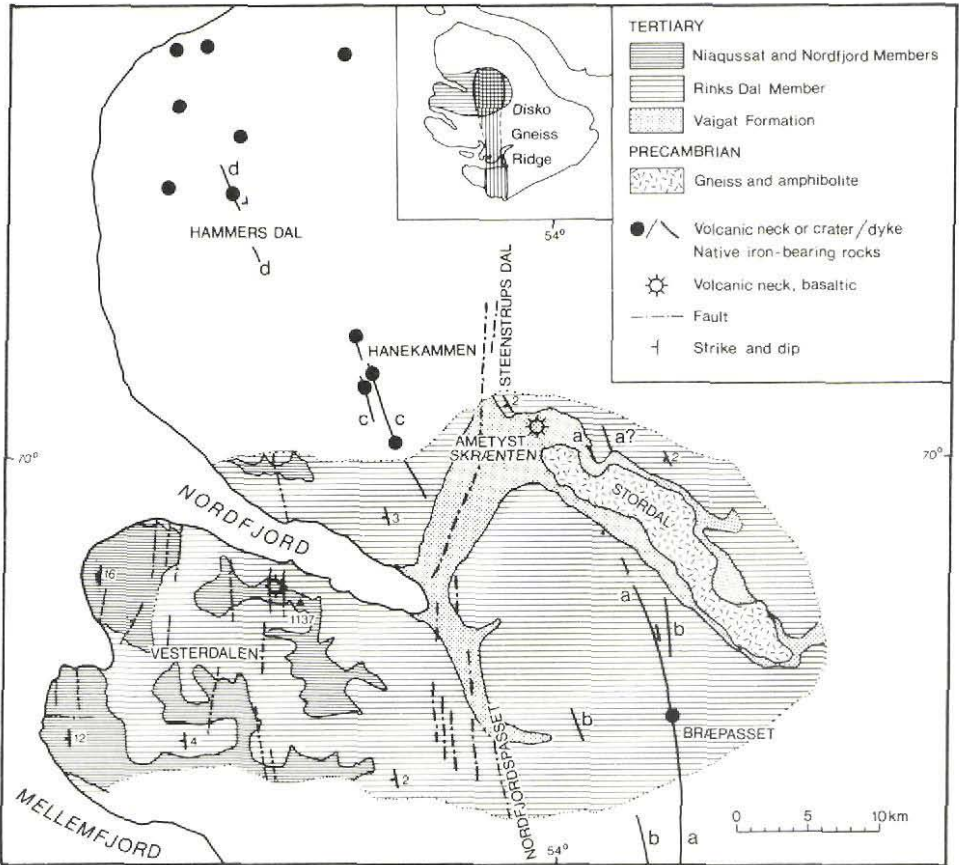 TERTIARY
Niaqussat and Nordfjord Members
Rinks Dal Member
Vaigat Formation
PRECAMBRIAN
Gneiss and amphibolite
Volcanic neck or crater / dyke
Native iron-bearing rocks
Volcanic neck, basaltic
Fault
Strike and dip
Disko
Gneiss
Ridge
54°
d
HAMMERS DAL
d
STEENSTRUPS DAL
HANEKAMMEN
c
c
2
AMETYST
SKRÆNTEN
a
a?
2
70°
70°
STORDAL
NORDFJORD
3
16
1137
VESTERDALEN
a
b
b
BRÆPASSET
12
4
2
NORDFJORDSPASSET
MELLEMFJORD
b
a
54°
0 5 10 km